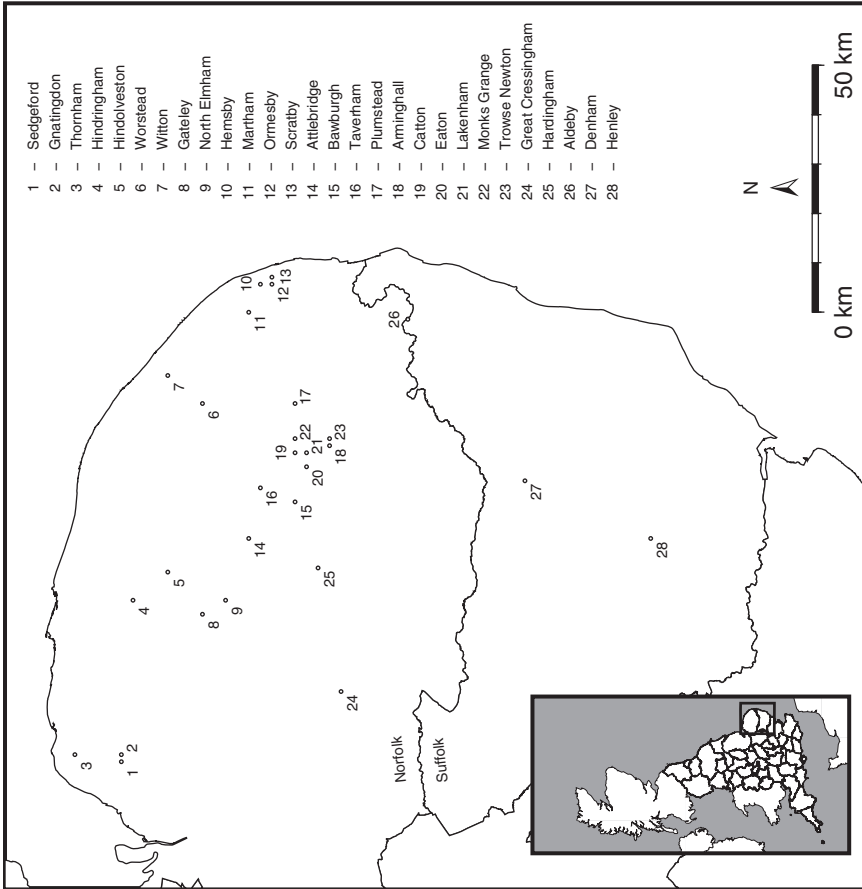 1 – Sedgeford
2 – Gnatingdon
3 – Thornham
4 – Hindringham
5 – Hindolveston
6 – Worstead
7 – Witton
8 – Gateley
9 – North Elmham
10 – Hemsby
11 – Martham
12 – Ormesby
13 – Scratby
14 – Attlebridge
15 – Bawburgh
16 – Taverham
17 – Plumstead
18 – Arminghall
19 – Catton
20 – Eaton
21 – Lakenham
22 – Monks Grange
23 – Trowse Newton
24 – Great Cressingham
25 – Hardingham
26 – Aldeby
27 – Denham
28 – Henley
3
1
2
4
5
8
9
7
6
10
11
12
13
14
16
15
19
22
17
20
21
18
23
25
24
26
Norfolk
Suffolk
27
28
N
0 km
50 km